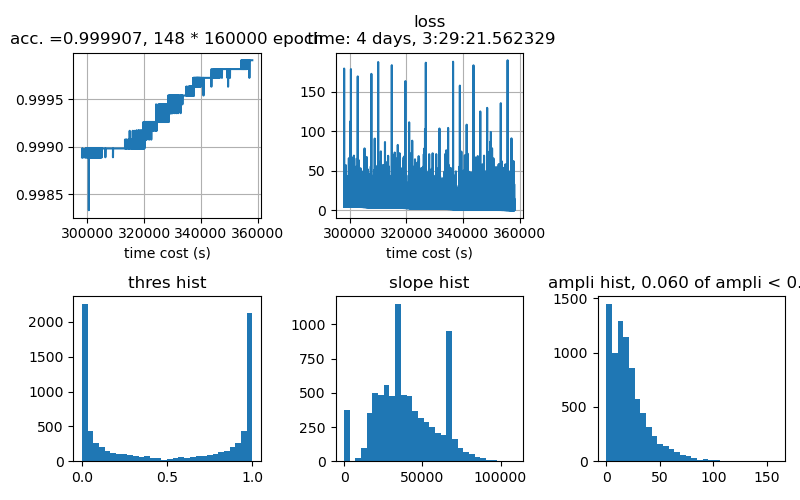 acc. =0.999907, 148 * 160000 epoch
0.9995
0.9990
0.9985
300000 320000 340000 360000
time cost (s)
loss
time: 4 days, 3:29:21.562329
150
100
50
0
300000 320000 340000 360000
time cost (s)
thres hist
2000
1500
1000
500
0
0.0 0.5 1.0
slope hist
1000
750
500
250
0
0 50000 100000
ampli hist, 0.060 of ampli < 0.
1500
1000
500
0
0 50 100 150